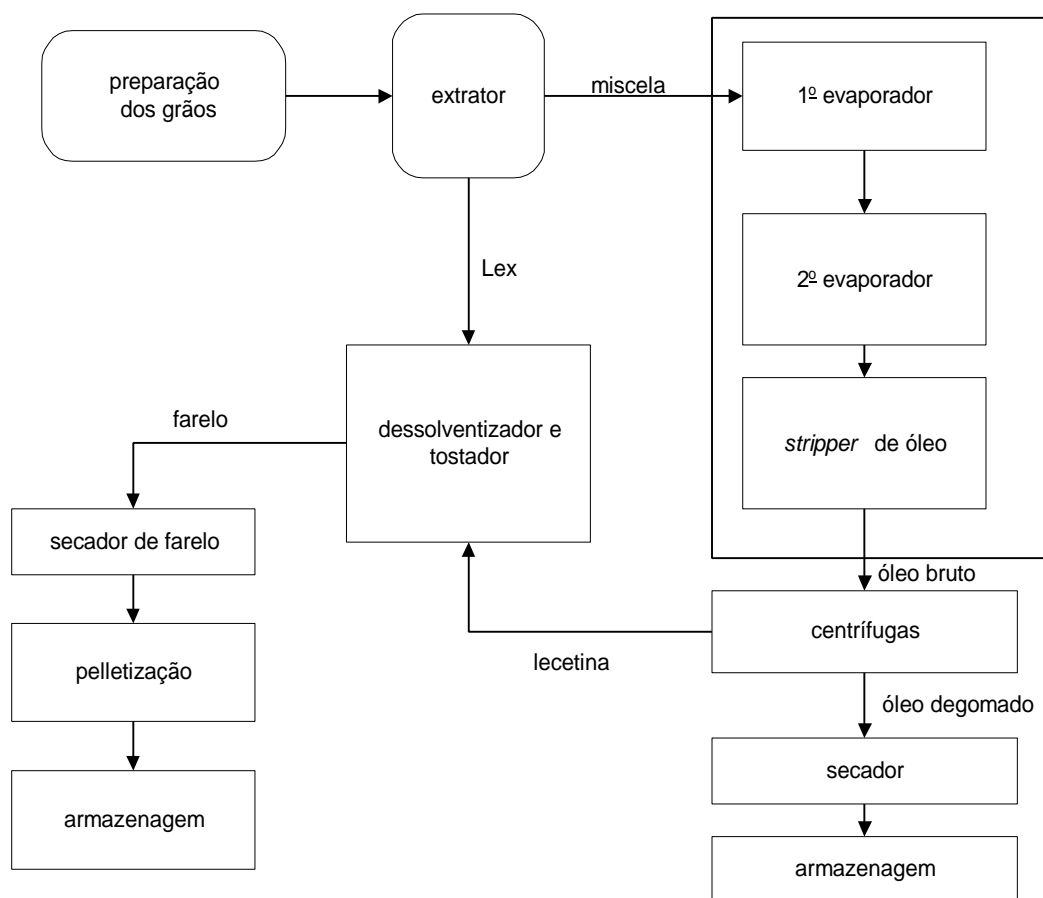 preparação
dos grãos
extrator
miscela
1º evaporador
Lex
2º evaporador
farelo
dessolventizador e
tostador
stripper de óleo
secador de farelo
óleo bruto
centrífugas
lecetina
pelletização
óleo degomado
secador
armazenagem
armazenagem